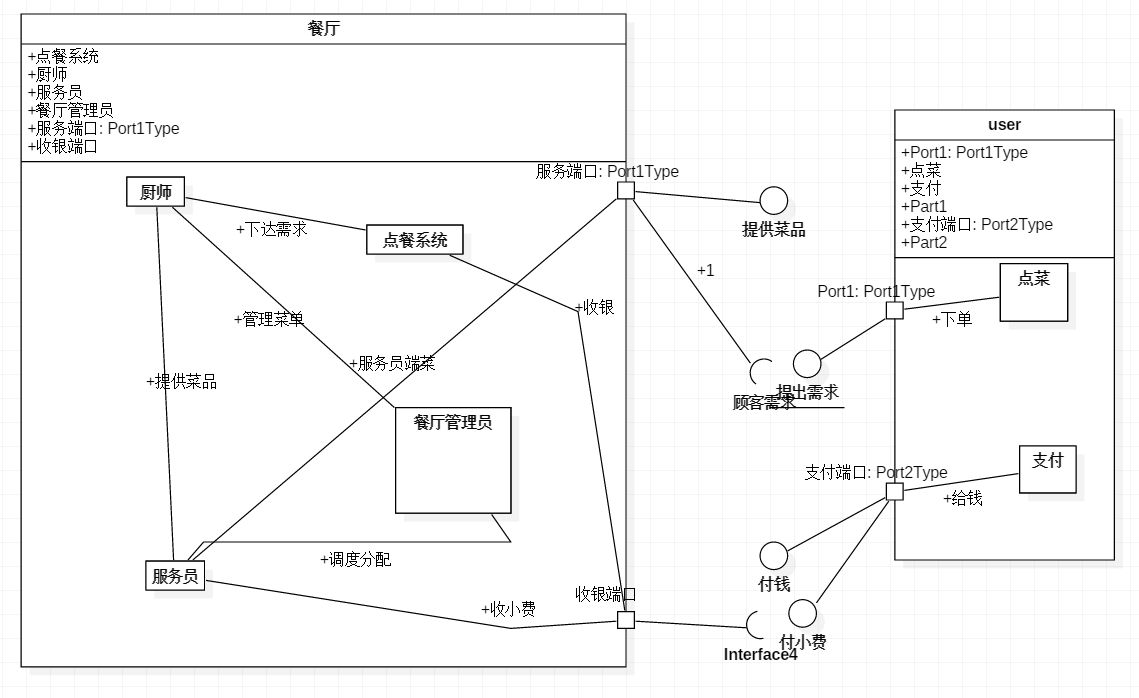 餐厅
+点餐系统
+厨师
+服务员
+餐厅管理员
+服务端口: Port1Type
+收银端口
服务端口: Port1Type
厨师
+下达需求
点餐系统
提供菜品
+1
+收银
+管理菜单
+服务员端菜
+提供菜品
餐厅管理员
+调度分配
服务员
+收小费
收银端口
user
+Port1: Port1Type
+点菜
+支付
+Part1
+支付端口: Port2Type
+Part2
点菜
Port1: Port1Type
+下单
提出需求
顾客需求
支付
支付端口: Port2Type
+给钱
付钱
付小费
Interface4